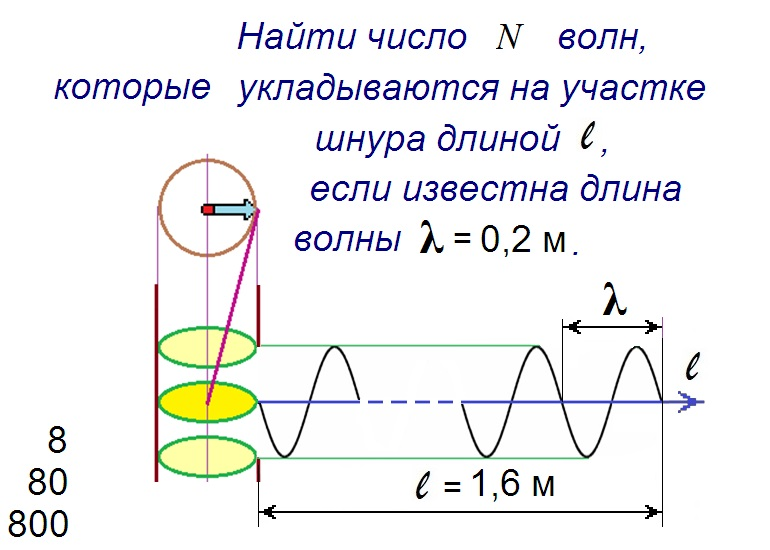 Найти число N волн,
которые укладываются на участке
шнура длиной ℓ,
если известна длина
волны λ = 0,2 м.
λ
ℓ
8
80
800
ℓ = 1,6 м